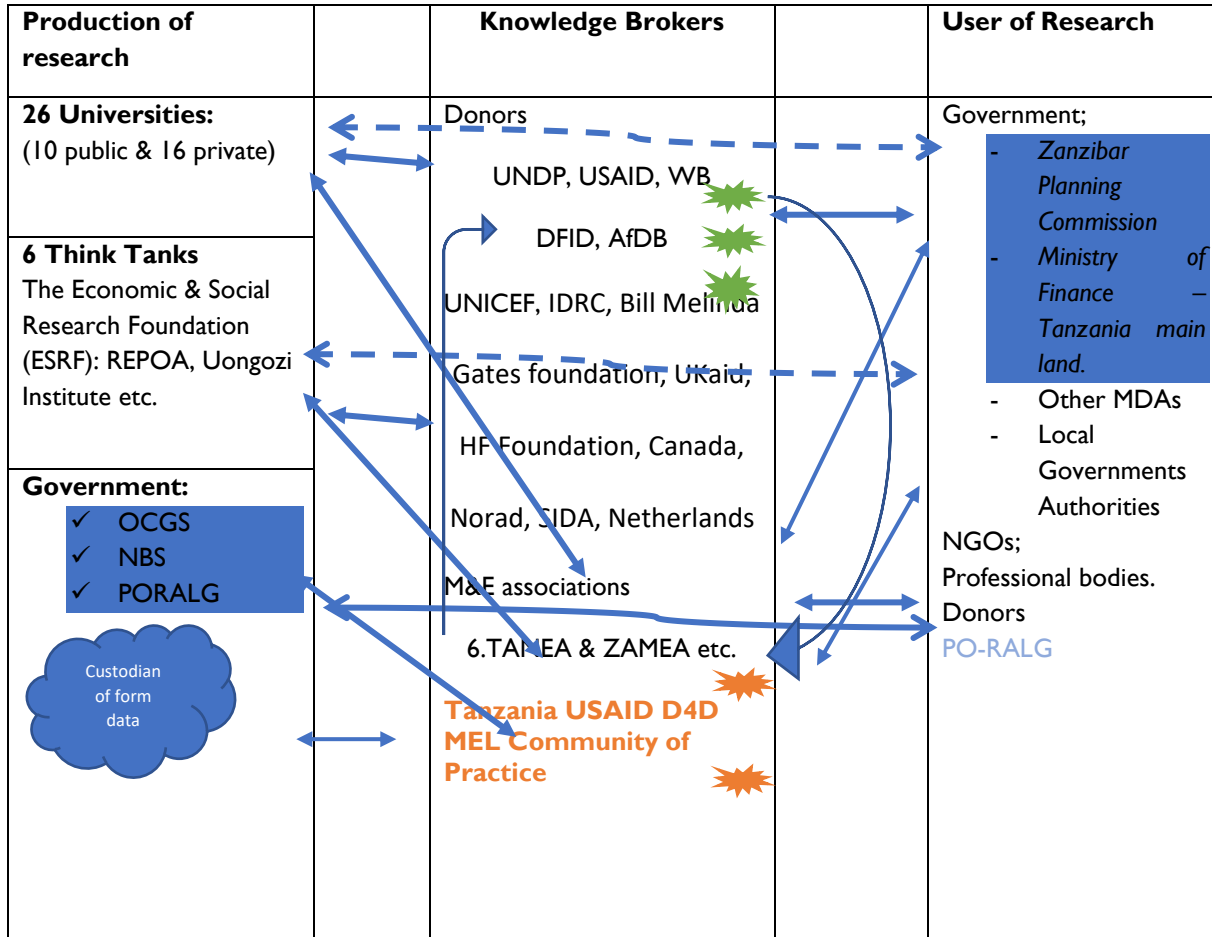 Production of
research
Knowledge Brokers
User of Research
26 Universities:
(10 public & 16 private)
6 Think Tanks
The Economic & Social
Research Foundation
(ESRF): REPOA, Uongozi
Institute etc.
Government:
✓ OCGS
✓ NBS
✓ PORALG
Custodian
of form
data
Donors
UNDP, USAID, WB
DFID, AfDB
UNICEF, IDRC, Bill Melinda
Gates foundation, UKaid,
HF Foundation, Canada,
Norad, SIDA, Netherlands
M&E associations
6.TAMEA & ZAMEA etc.
Tanzania USAID D4D
MEL Community of
Practice
Government;
- Zanzibar
Planning
Commission
- Ministry of
Finance –
Tanzania main
land.
- Other MDAs
- Local
Governments
Authorities
NGOs;
Professional bodies.
Donors
PO-RALG